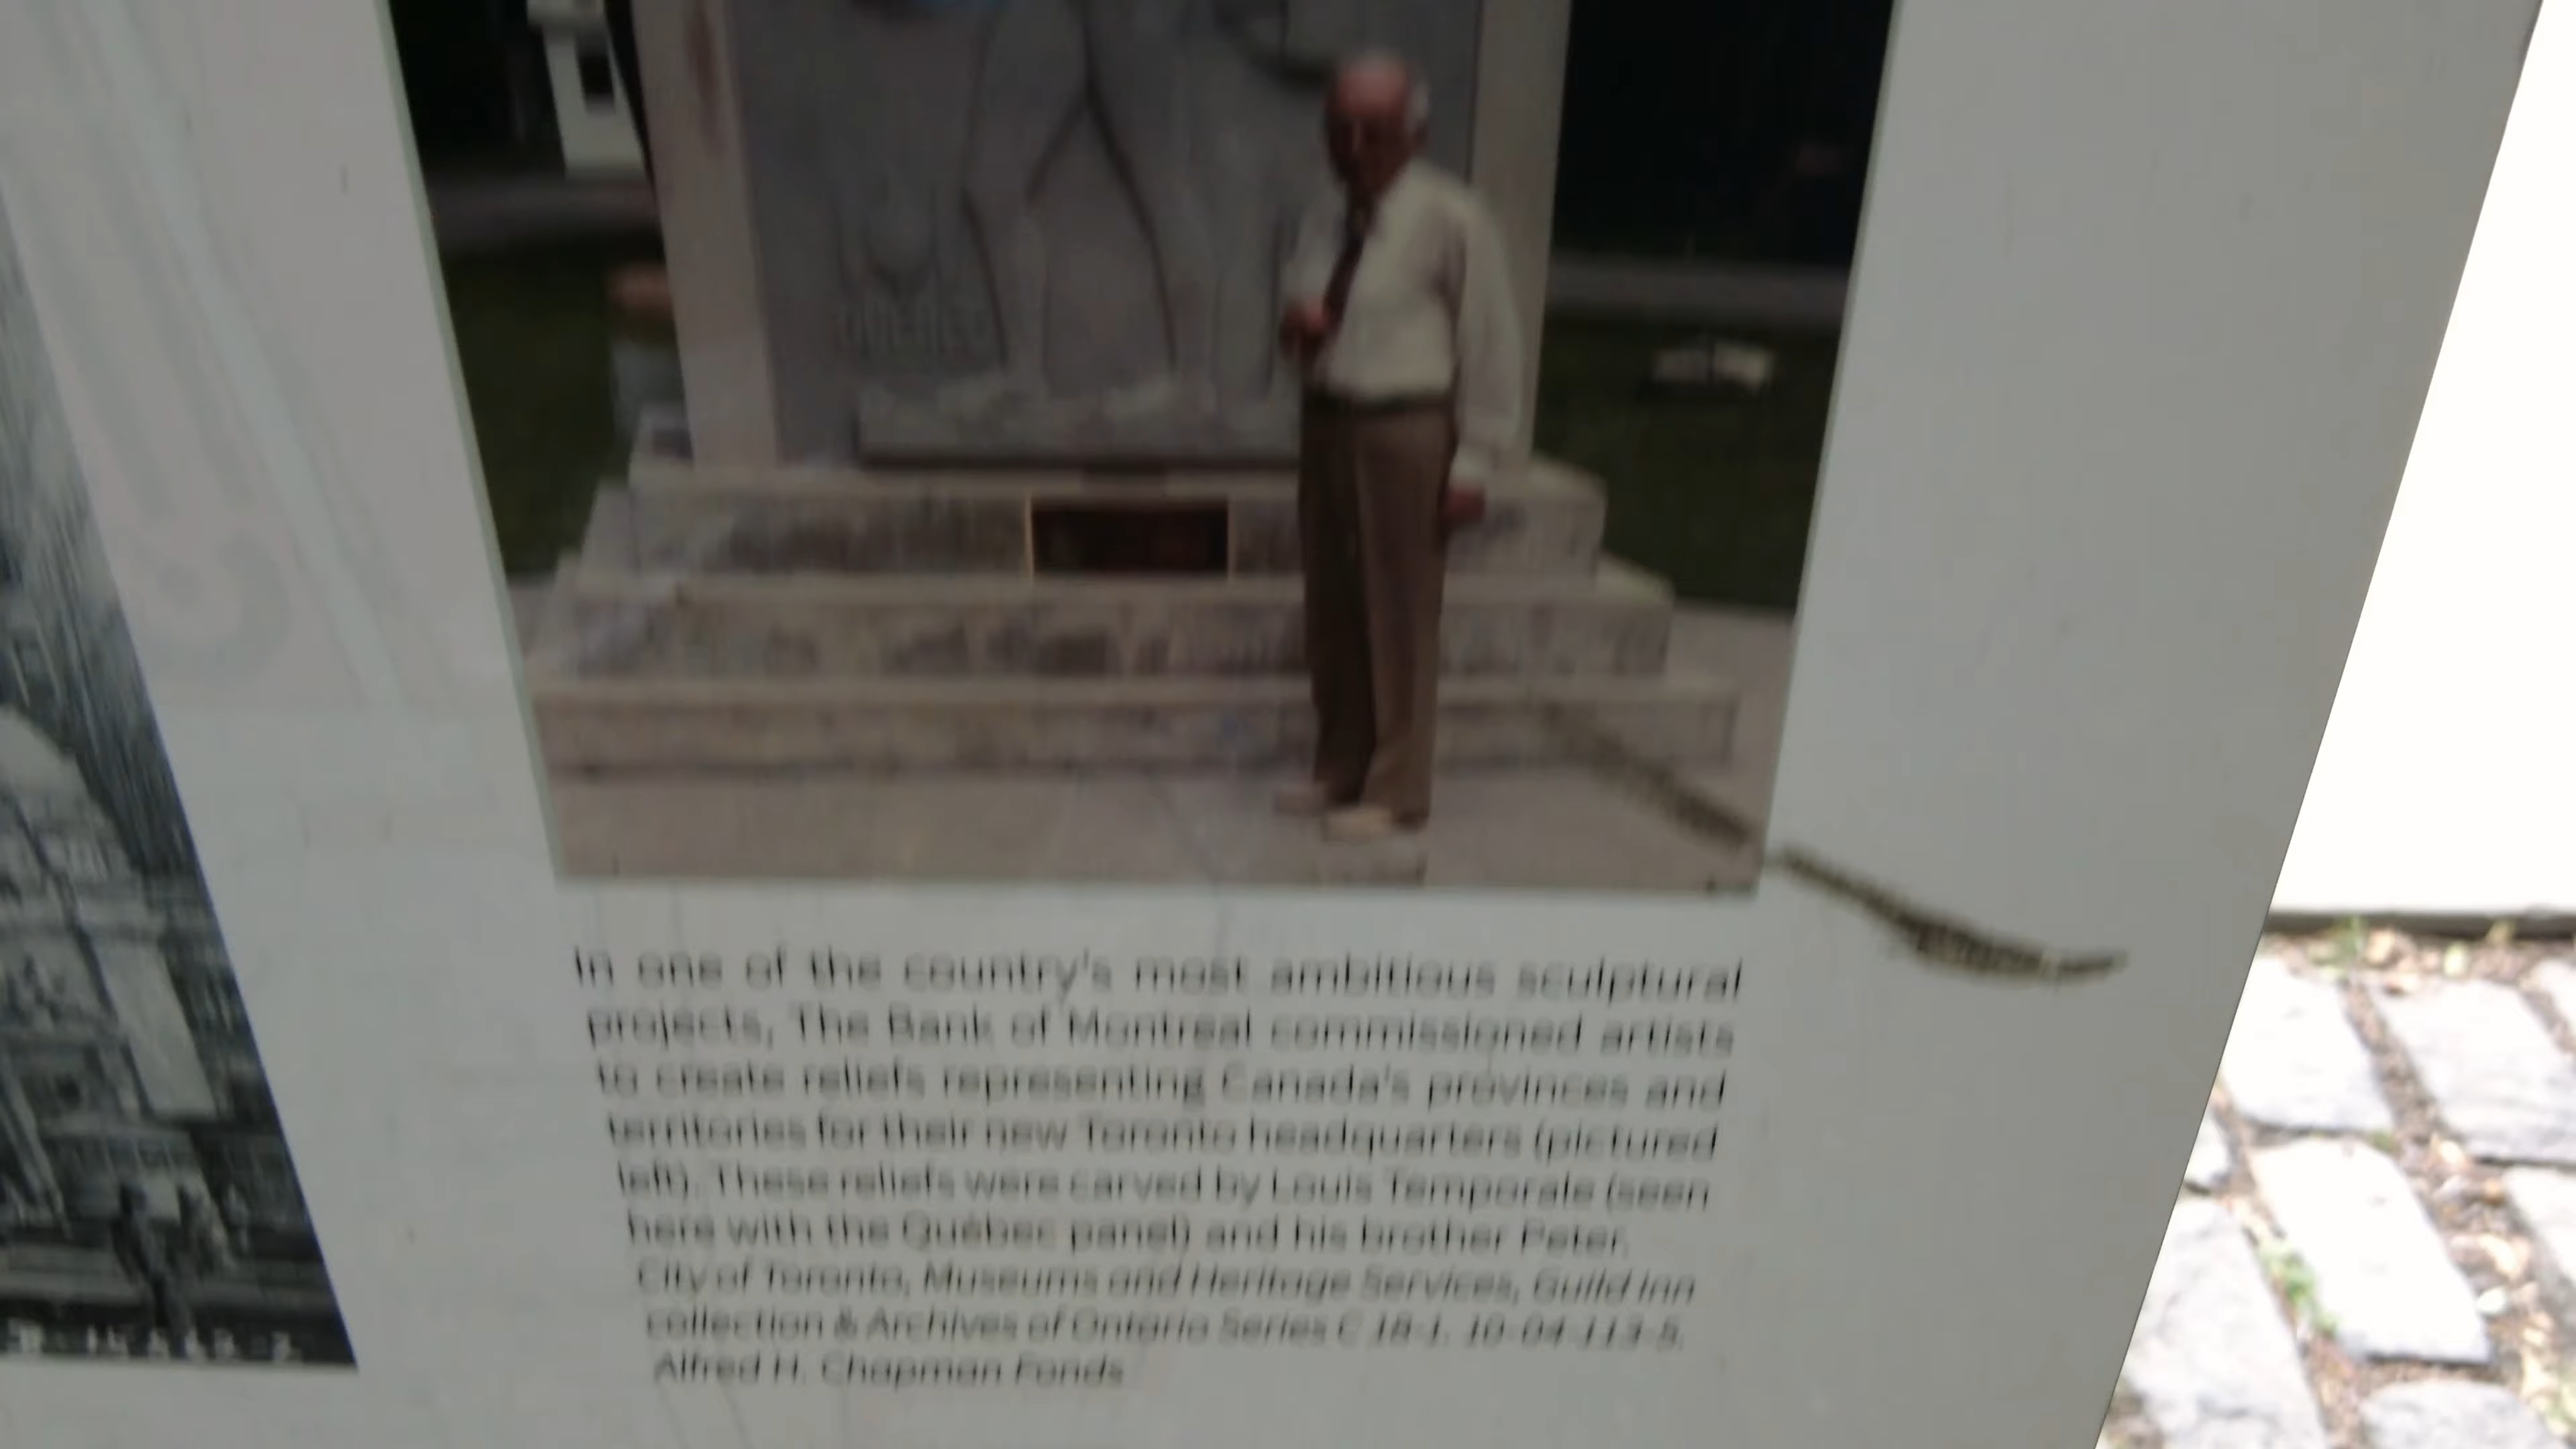 QUÉBEC
In one of the country's most ambitious sculptural
projects, The Bank of Montreal commissioned artists
to create reliefs representing Canada's provinces and
territories for their new Toronto headquarters (pictured
left). These reliefs were carved by Louis Temporale (seen
here with the Québec panel) and his brother Peter.
City of Toronto, Museums and Heritage Services, Guild Inn
collection & Archives of Ontario Series C 18-1. 10-04-113-5.
Alfred H. Chapman Fonds